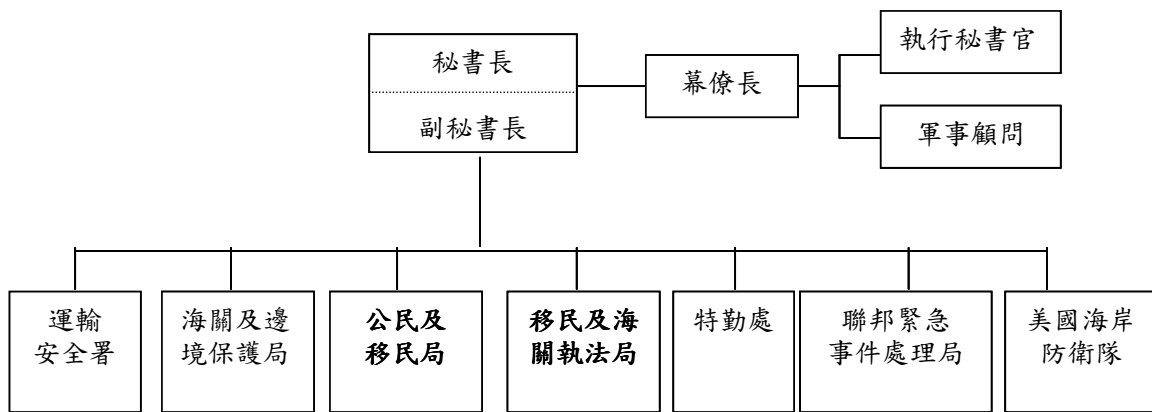 執行秘書官
秘書長
幕僚長
副秘書長
軍事顧問
運輸
安全署
海關及邊
境保護局
公民及
移民局
移民及海
關執法局
特勤處
聯邦緊急
事件處理局
美國海岸
防衛隊